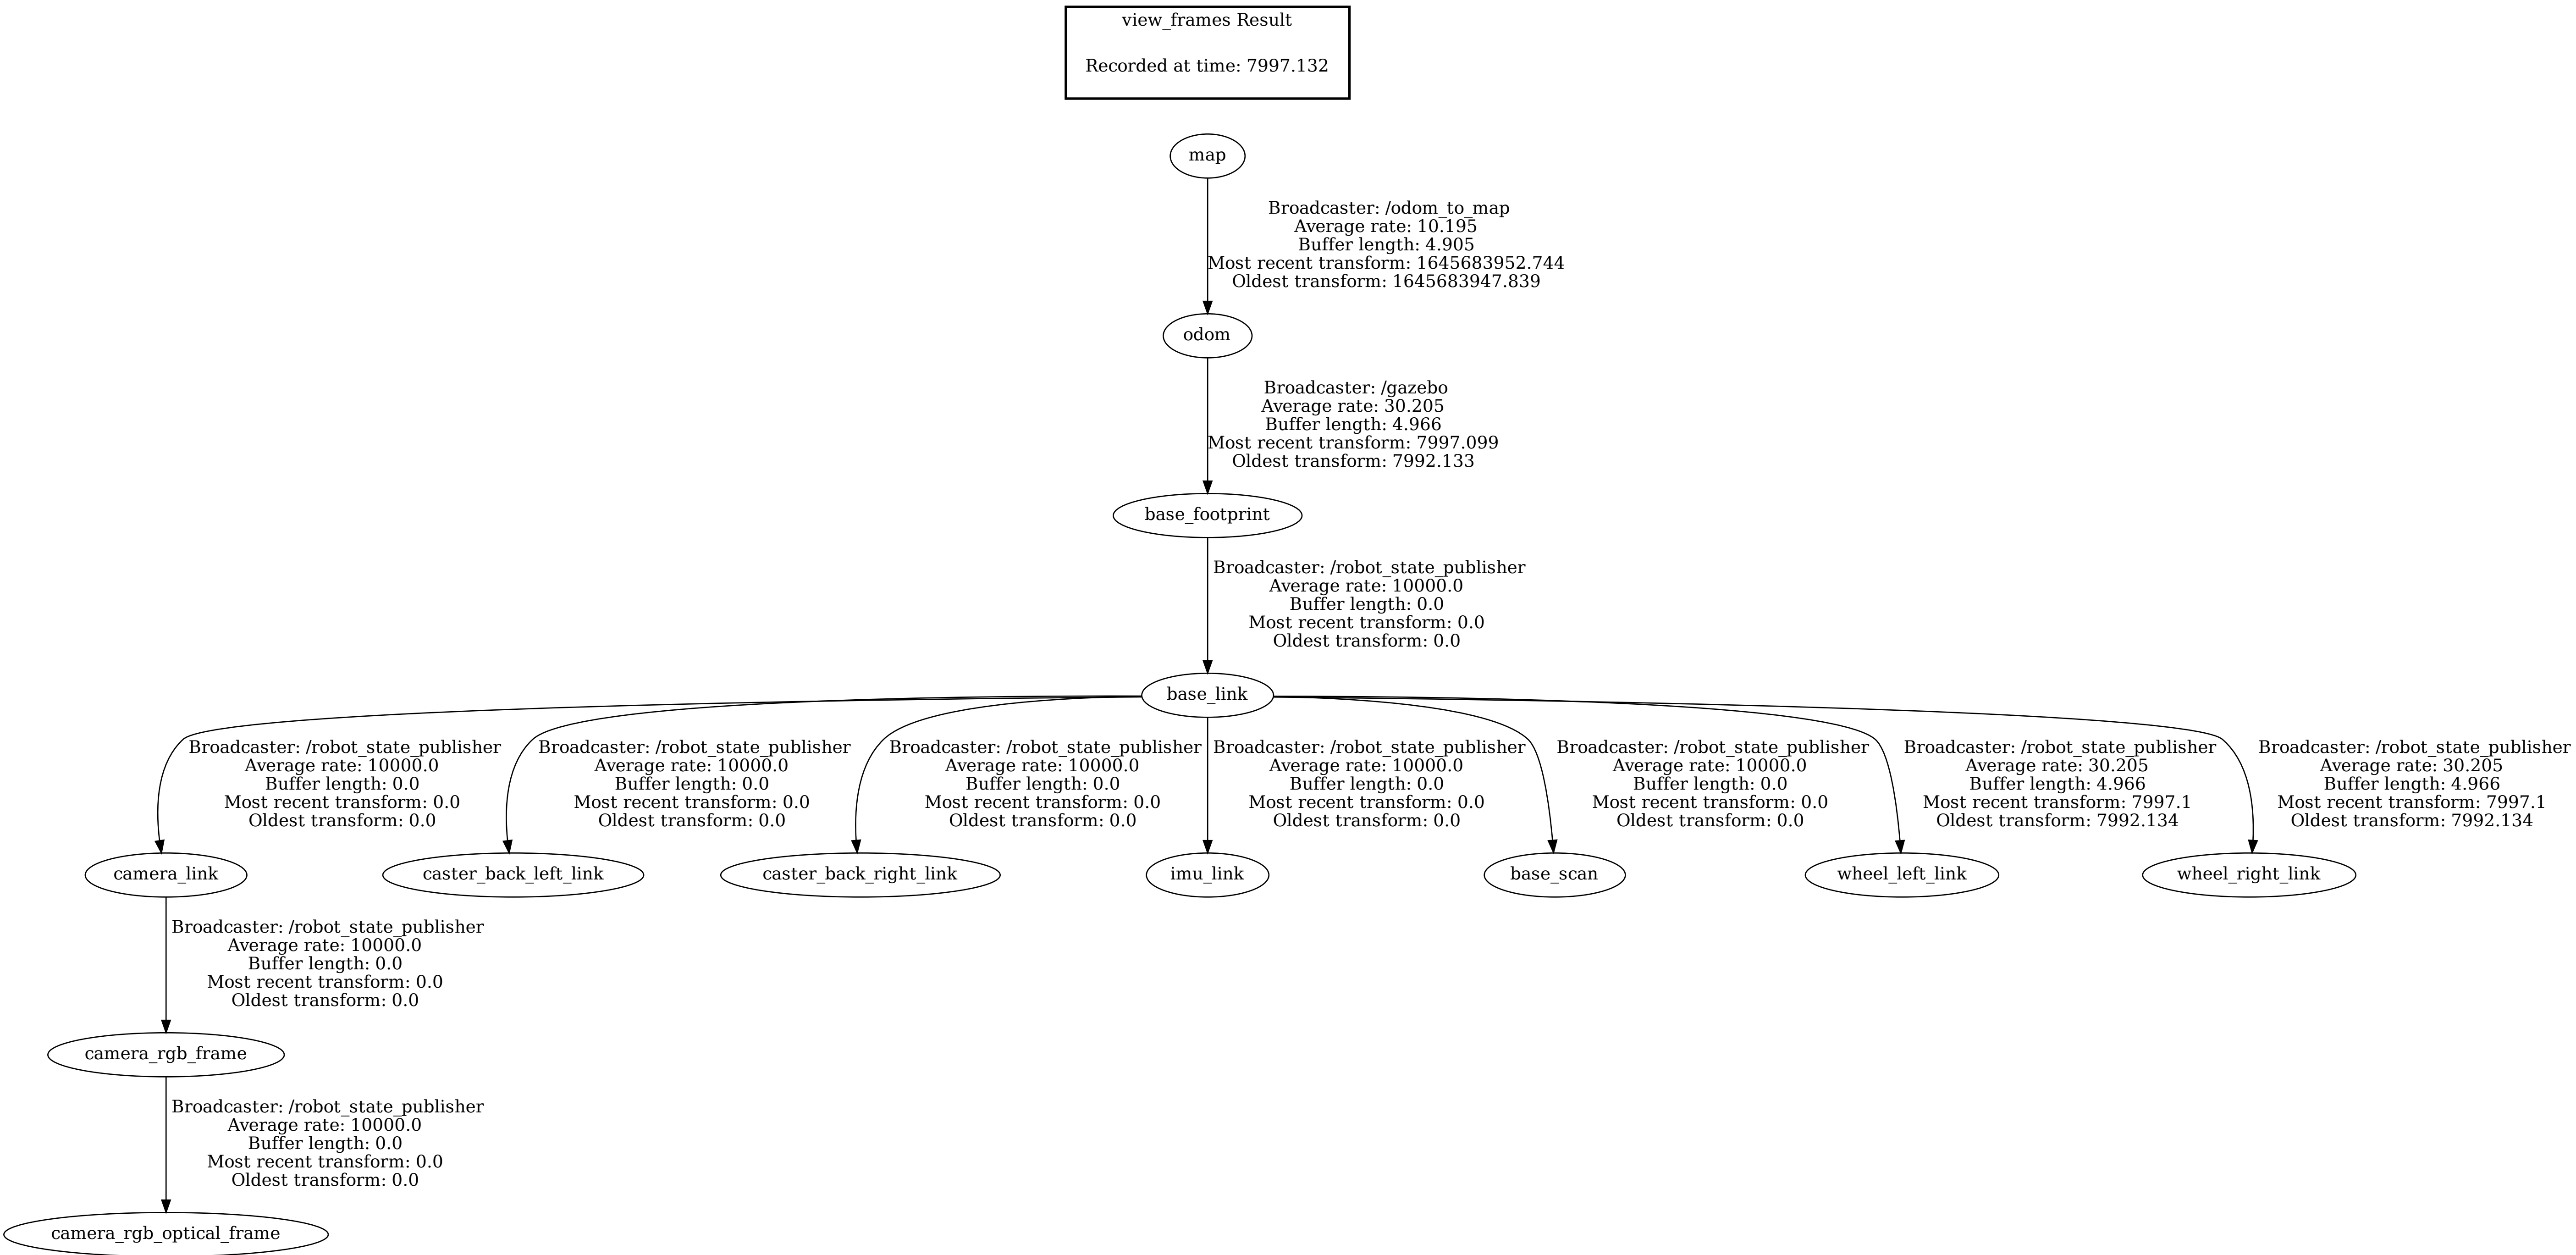 view_frames Result
Recorded at time: 7997.132
map
Broadcaster: /odom_to_map
Average rate: 10.195
Buffer length: 4.905
Most recent transform: 1645683952.744
Oldest transform: 1645683947.839
odom
Broadcaster: /gazebo
Average rate: 30.205
Buffer length: 4.966
Most recent transform: 7997.099
Oldest transform: 7992.133
base_footprint
Broadcaster: /robot_state_publisher
Average rate: 10000.0
Buffer length: 0.0
Most recent transform: 0.0
Oldest transform: 0.0
base_link
Broadcaster: /robot_state_publisher
Average rate: 10000.0
Buffer length: 0.0
Most recent transform: 0.0
Oldest transform: 0.0
Broadcaster: /robot_state_publisher
Average rate: 10000.0
Buffer length: 0.0
Most recent transform: 0.0
Oldest transform: 0.0
Broadcaster: /robot_state_publisher
Average rate: 10000.0
Buffer length: 0.0
Most recent transform: 0.0
Oldest transform: 0.0
Broadcaster: /robot_state_publisher
Average rate: 10000.0
Buffer length: 0.0
Most recent transform: 0.0
Oldest transform: 0.0
Broadcaster: /robot_state_publisher
Average rate: 10000.0
Buffer length: 0.0
Most recent transform: 0.0
Oldest transform: 0.0
Broadcaster: /robot_state_publisher
Average rate: 30.205
Buffer length: 4.966
Most recent transform: 7997.1
Oldest transform: 7992.134
Broadcaster: /robot_state_publisher
Average rate: 30.205
Buffer length: 4.966
Most recent transform: 7997.1
Oldest transform: 7992.134
camera_link
caster_back_left_link
caster_back_right_link
imu_link
base_scan
wheel_left_link
wheel_right_link
Broadcaster: /robot_state_publisher
Average rate: 10000.0
Buffer length: 0.0
Most recent transform: 0.0
Oldest transform: 0.0
camera_rgb_frame
Broadcaster: /robot_state_publisher
Average rate: 10000.0
Buffer length: 0.0
Most recent transform: 0.0
Oldest transform: 0.0
camera_rgb_optical_frame